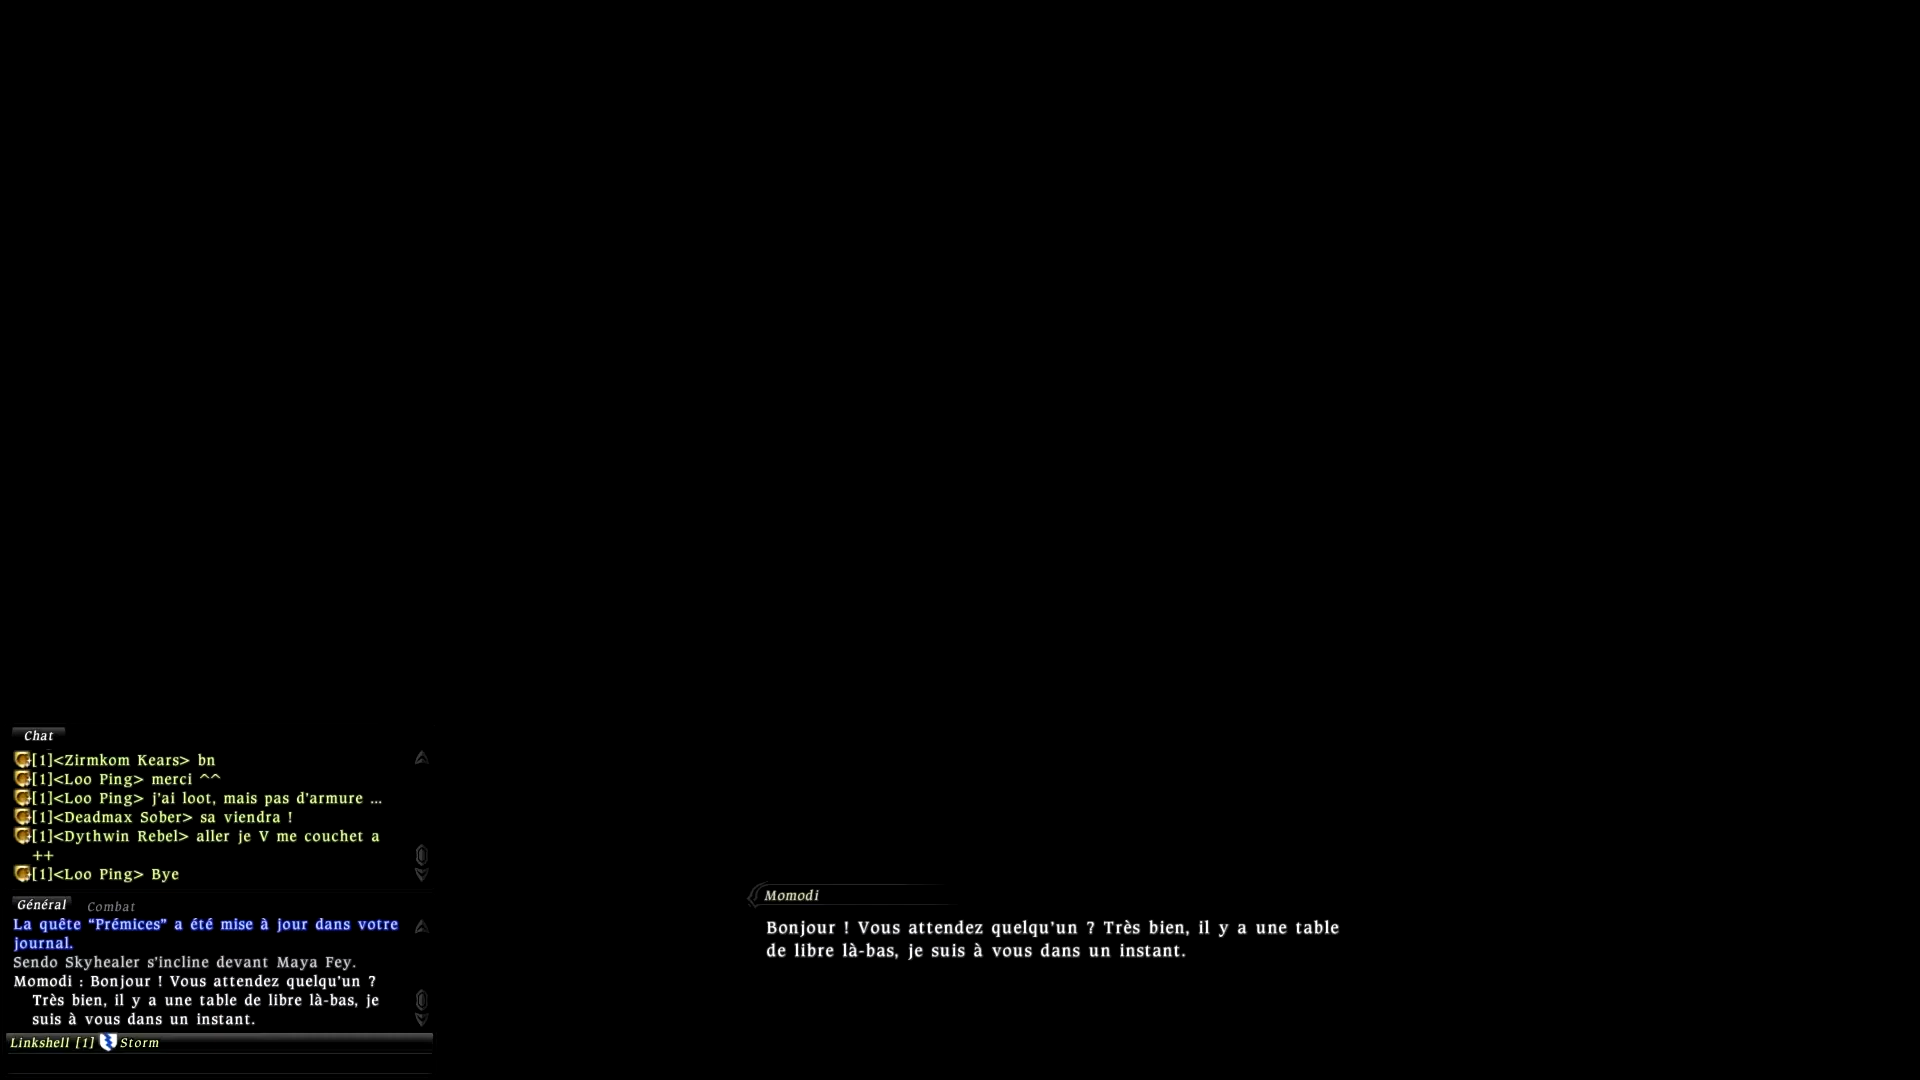 Chat
[1]<Zirmkom Kears> bn
[1]<Loo Ping> merci ^^
[1]<Loo Ping> j'ai loot, mais pas d'armure ...
[1]<Deadmax Sober> sa viendra !
[1]<Dythwin Rebel> aller je V me couchet a
++
[1]<Loo Ping> Bye
Général Combat
La quête “Prémices” a été mise à jour dans votre
journal.
Sendo Skyhealer s'incline devant Maya Fey.
Momodi : Bonjour ! Vous attendez quelqu'un ?
Très bien, il y a une table de libre là-bas, je
suis à vous dans un instant.
Linkshell [1] Storm
Momodi
Bonjour ! Vous attendez quelqu'un ? Très bien, il y a une table
de libre là-bas, je suis à vous dans un instant.